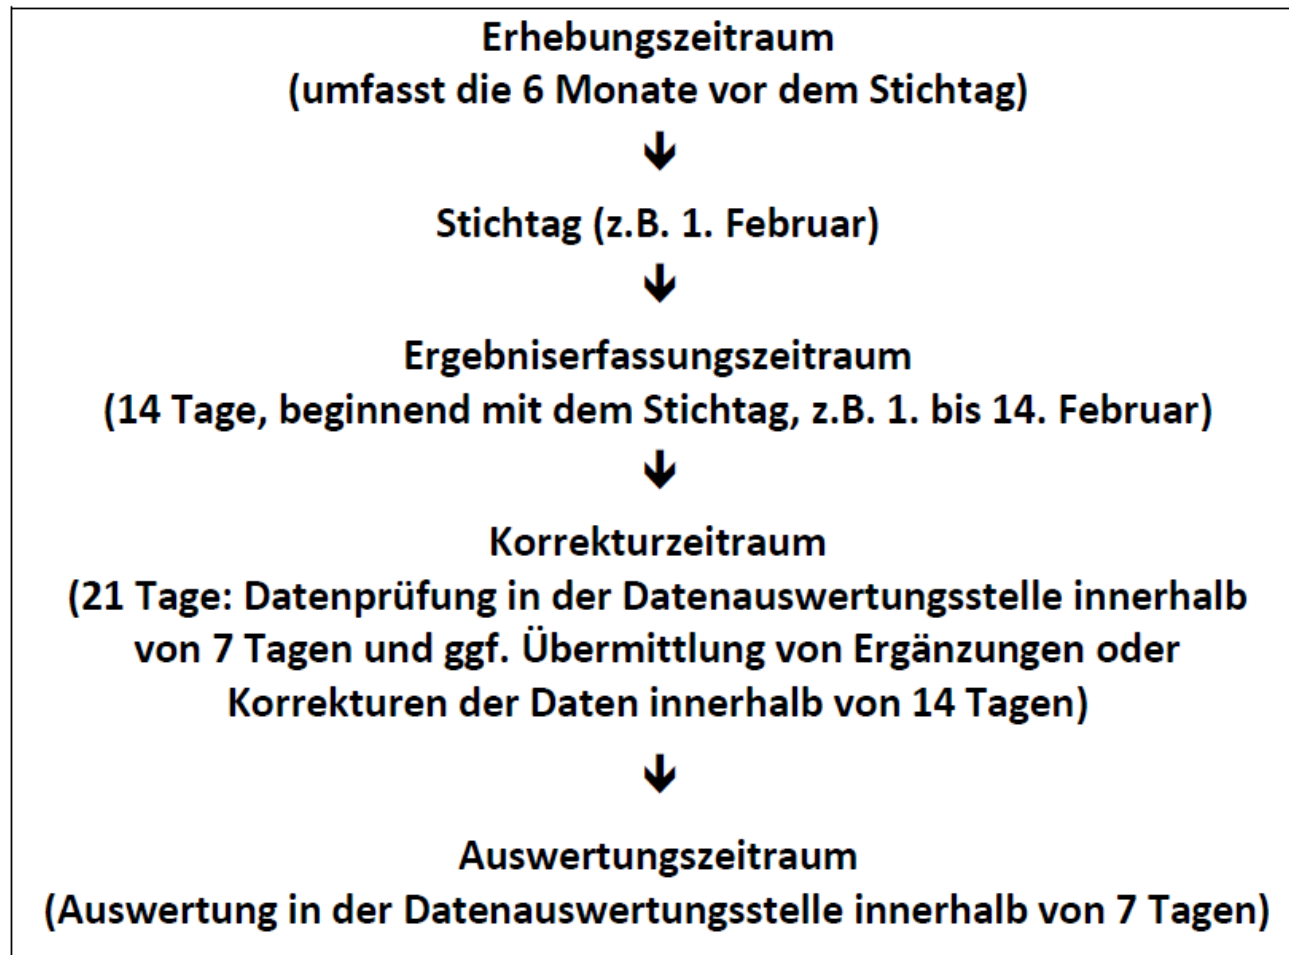 Erhebungszeitraum
(umfasst die 6 Monate vor dem Stichtag)
Stichtag (z.B. 1. Februar)
Ergebniserfassungszeitraum
(14 Tage, beginnend mit dem Stichtag, z.B. 1. bis 14. Februar)
Korrekturzeitraum
(21 Tage: Datenprüfung in der Datenauswertungsstelle innerhalb
von 7 Tagen und ggf. Übermittlung von Ergänzungen oder
Korrekturen der Daten innerhalb von 14 Tagen)
Auswertungszeitraum
(Auswertung in der Datenauswertungsstelle innerhalb von 7 Tagen)